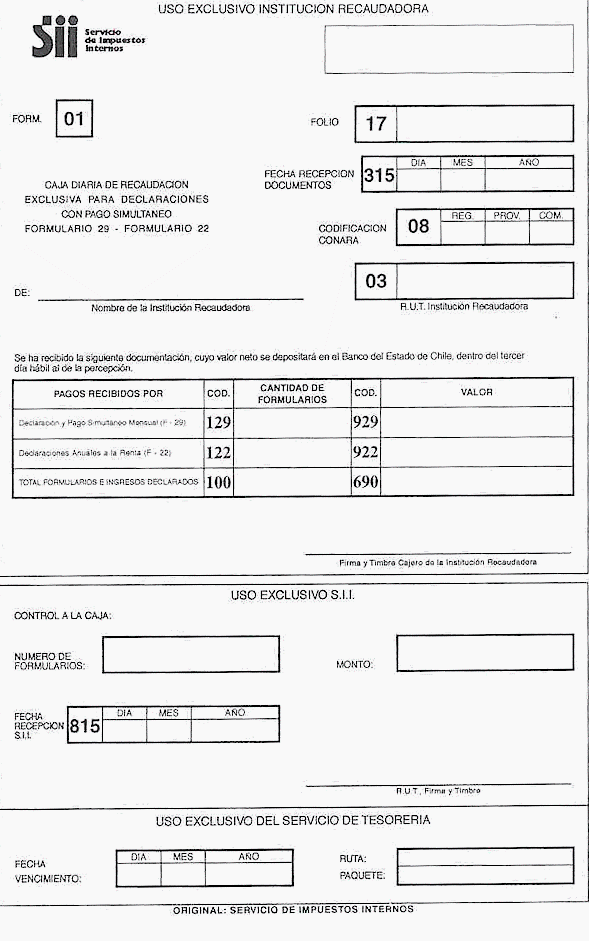 USO EXCLUSIVO INSTITUCION RECAUDADORA
Sii Servicio
de Impuestos
Internos
FORM. 01
FOLIO 17
FECHA RECEPCION
DOCUMENTOS 315 DIA MES AÑO
CAJA DIARIA DE RECAUDACION
EXCLUSIVA PARA DECLARACIONES
CON PAGO SIMULTANEO
FORMULARIO 29 - FORMULARIO 22
CODIFICACION
CONARA 08 REG. PROV. COM.
DE:
Nombre de la Institución Recaudadora
03
R.U.T. Institución Recaudadora
Se ha recibido la siguiente documentación, cuyo valor neto se depositará en el Banco del Estado de Chile, dentro del tercer
día hábil al de la percepción.
PAGOS RECIBIDOS POR COD. CANTIDAD DE FORMULARIOS COD. VALOR
Declaración y Pago Simultaneo Mensual (F - 29) 129 929
Declaraciones Anuales a la Renta (F - 22) 122 922
TOTAL FORMULARIOS E INGRESOS DECLARADOS 100 690
Firma y Timbre Cajero de la Institución Recaudadora
USO EXCLUSIVO S.I.I.
CONTROL A LA CAJA:
NUMERO DE
FORMULARIOS:
MONTO:
FECHA
RECEPCION
S.I.I. 815 DIA MES AÑO
R.U.T., Firma y Timbre
USO EXCLUSIVO DEL SERVICIO DE TESORERIA
FECHA
VENCIMIENTO: DIA MES AÑO
RUTA:
PAQUETE:
ORIGINAL: SERVICIO DE IMPUESTOS INTERNOS